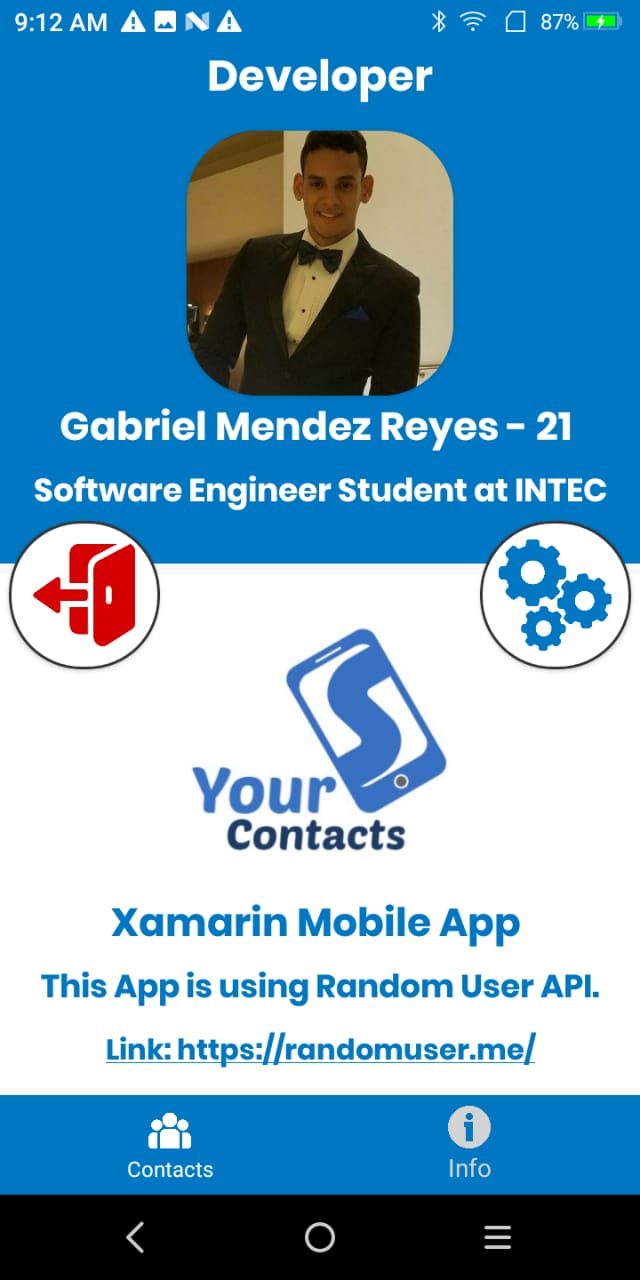 9:12 AM 87%
Developer
Gabriel Mendez Reyes - 21
Software Engineer Student at INTEC
Your
Contacts
Xamarin Mobile App
This App is using Random User API.
Link: https://randomuser.me/
Contacts Info